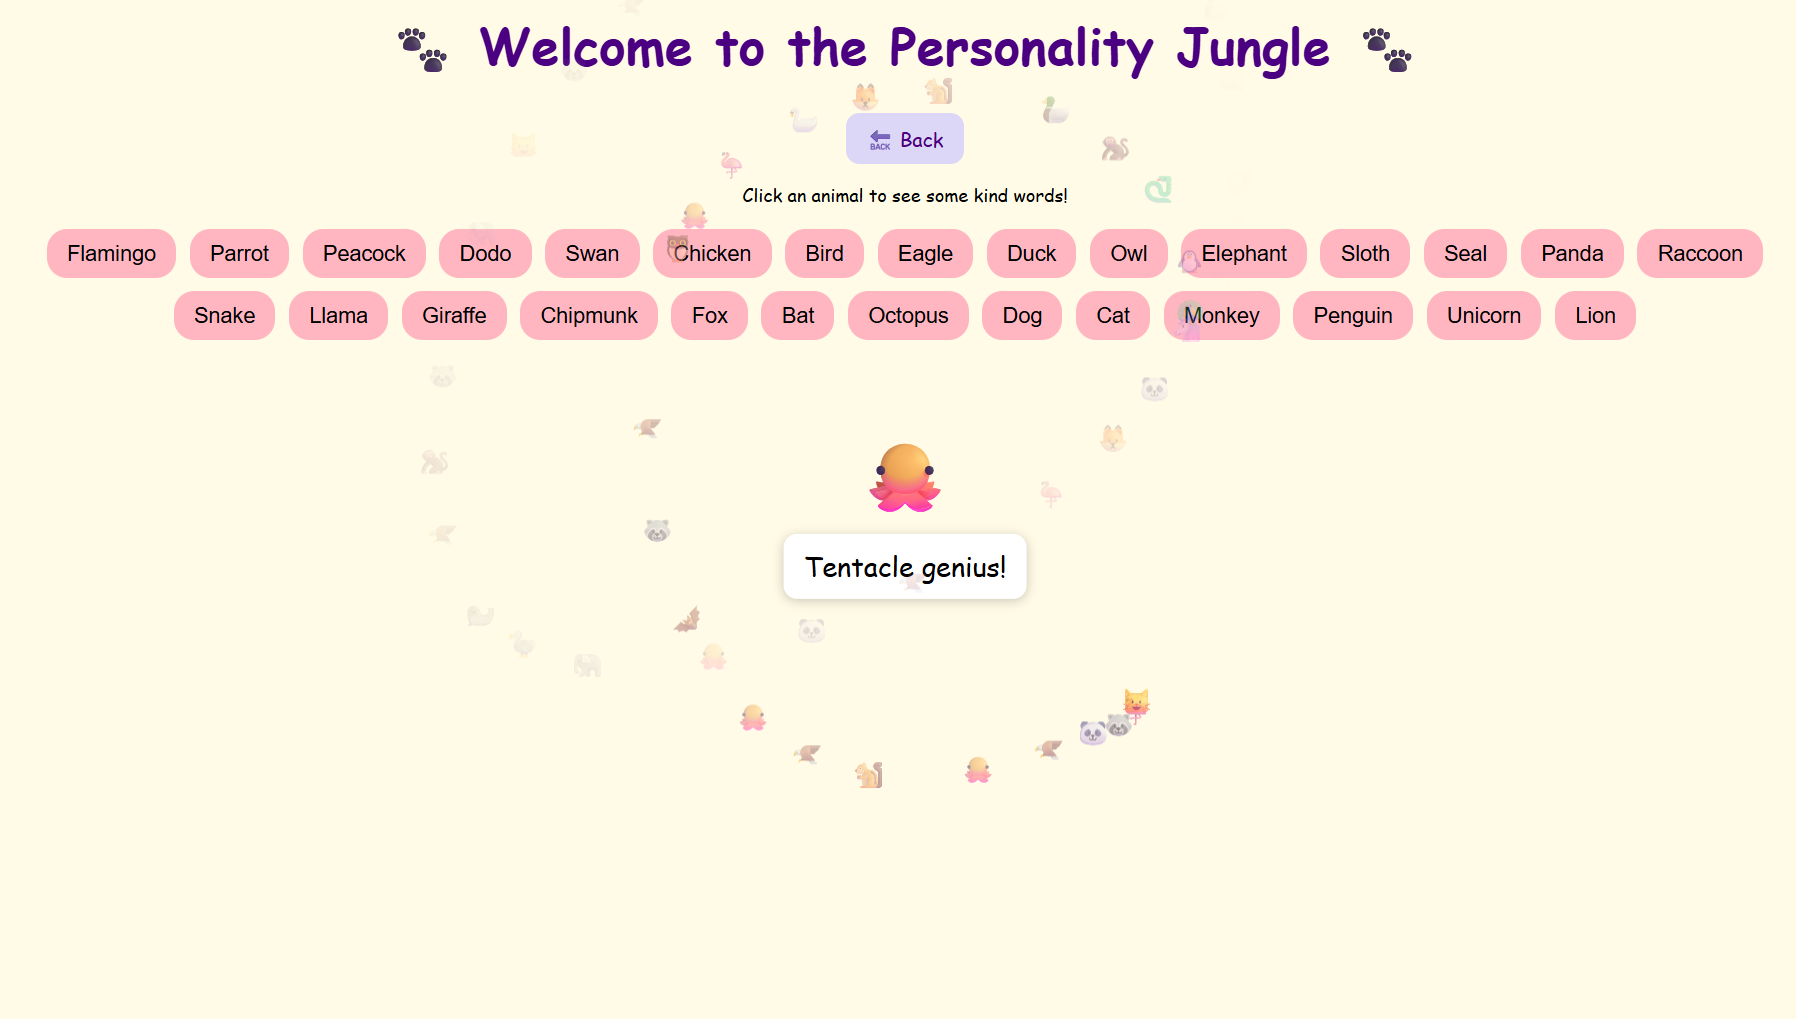 Welcome to the Personality Jungle
BACK Back
Click an animal to see some kind words!
Flamingo Parrot Peacock Dodo Swan Chicken Bird Eagle Duck Owl Elephant Sloth Seal Panda Raccoon
Snake Llama Giraffe Chipmunk Fox Bat Octopus Dog Cat Monkey Penguin Unicorn Lion
Tentacle genius!